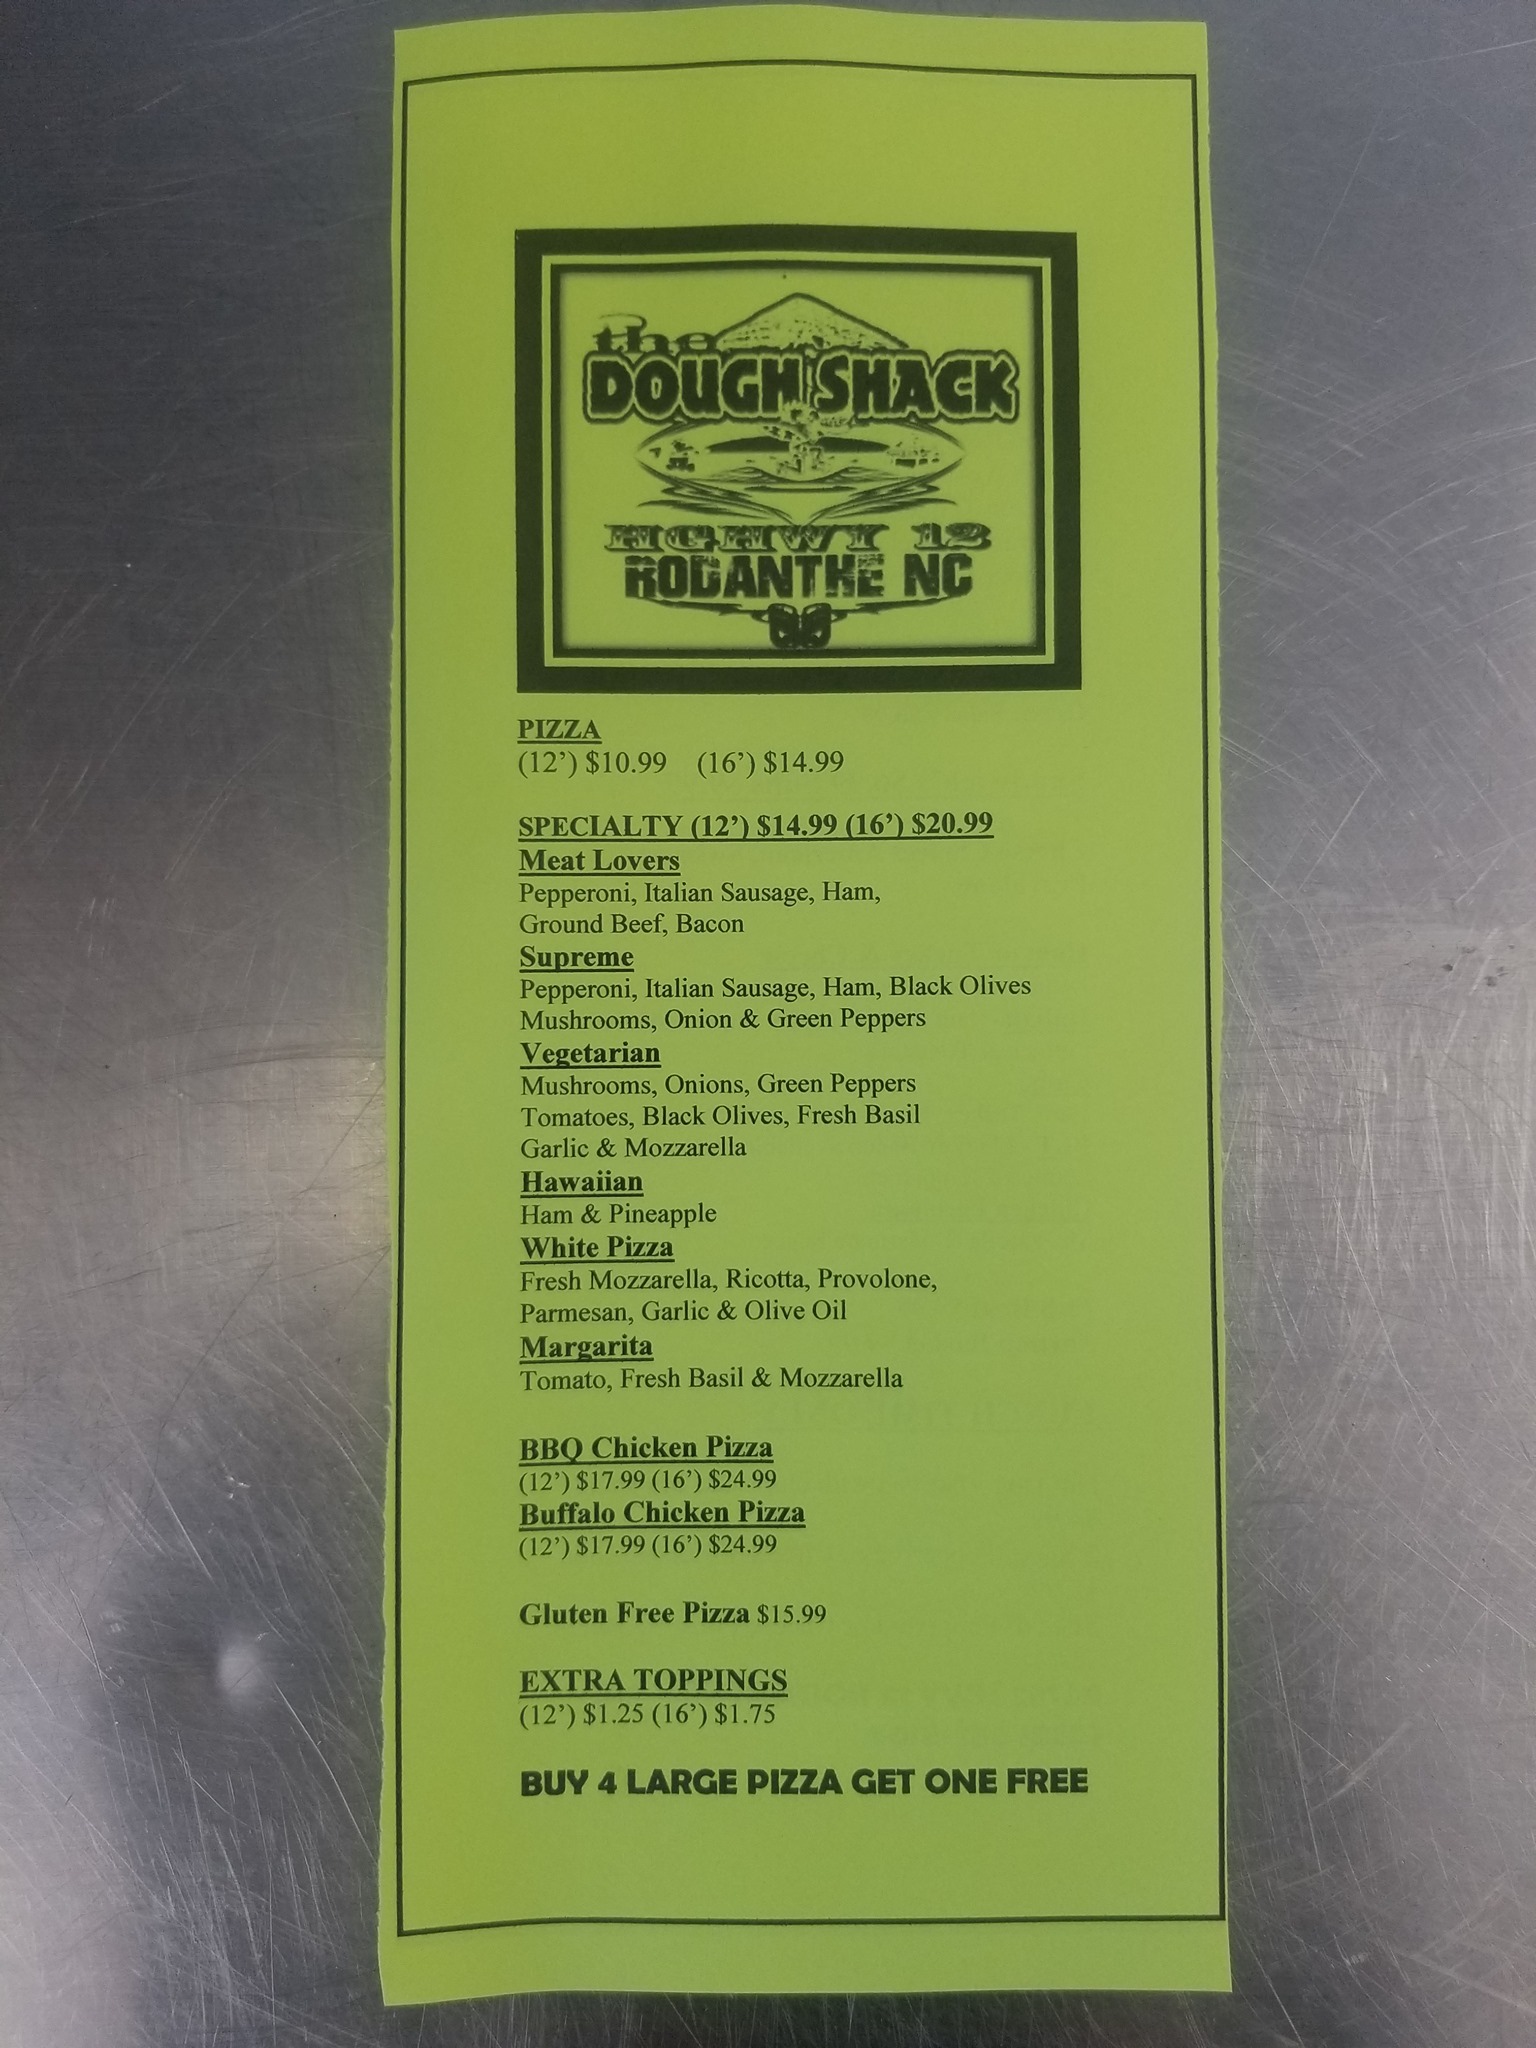 the
DOUGH SHACK
HGHWY 12
RODANTHE NC
PIZZA
(12’) $10.99 (16’) $14.99
SPECIALTY (12’) $14.99 (16’) $20.99
Meat Lovers
Pepperoni, Italian Sausage, Ham,
Ground Beef, Bacon
Supreme
Pepperoni, Italian Sausage, Ham, Black Olives
Mushrooms, Onion & Green Peppers
Vegetarian
Mushrooms, Onions, Green Peppers
Tomatoes, Black Olives, Fresh Basil
Garlic & Mozzarella
Hawaiian
Ham & Pineapple
White Pizza
Fresh Mozzarella, Ricotta, Provolone,
Parmesan, Garlic & Olive Oil
Margarita
Tomato, Fresh Basil & Mozzarella
BBQ Chicken Pizza
(12’) $17.99 (16’) $24.99
Buffalo Chicken Pizza
(12’) $17.99 (16’) $24.99
Gluten Free Pizza $15.99
EXTRA TOPPINGS
(12’) $1.25 (16’) $1.75
BUY 4 LARGE PIZZA GET ONE FREE